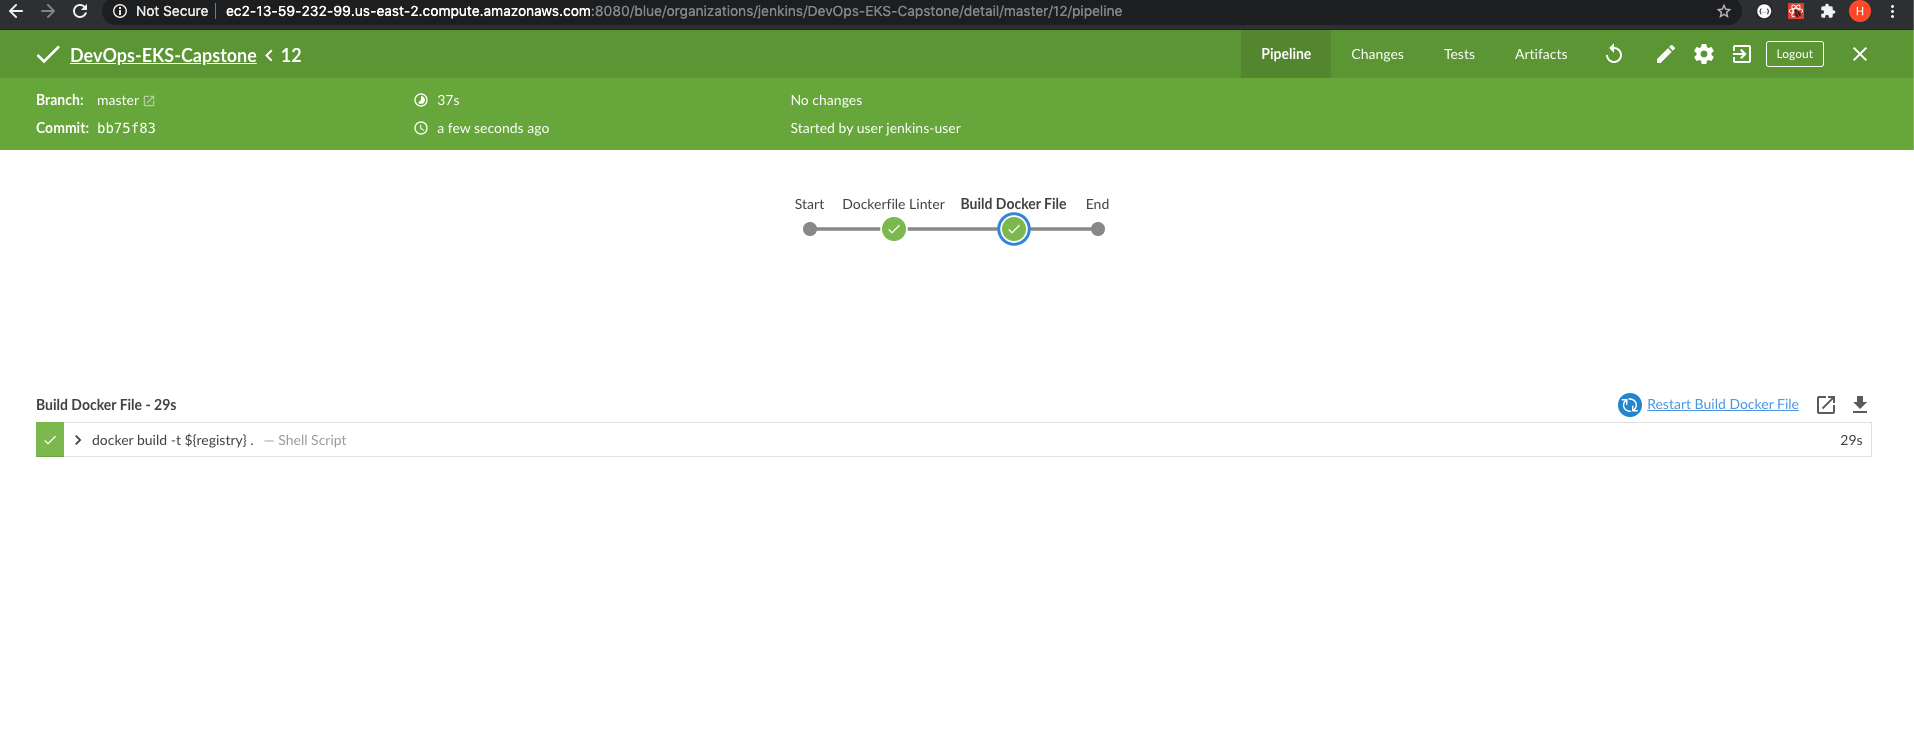 Not Secure ec2-13-59-232-99.us-east-2.compute.amazonaws.com:8080/blue/organizations/jenkins/DevOps-EKS-Capstone/detail/master/12/pipeline H
DevOps-EKS-Capstone < 12 Pipeline Changes Tests Artifacts Logout
Branch: master 37s No changes
Commit: bb75f83 a few seconds ago Started by user jenkins-user
Start Dockerfile Linter Build Docker File End
Build Docker File - 29s Restart Build Docker File
docker build -t ${registry} . — Shell Script 29s